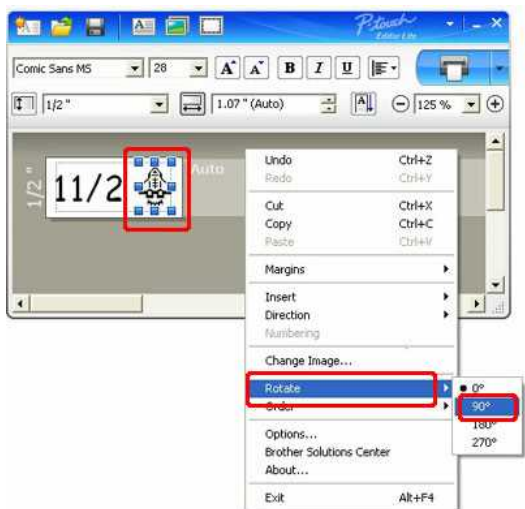 P-touch
Editor Lite
Comic Sans MS 28 A A B I U
1/2 " 1.07 " (Auto) A 125 %
1/2 "
11/2
Auto
Undo Ctrl+Z
Redo Ctrl+Y
Cut Ctrl+X
Copy Ctrl+C
Paste Ctrl+V
Margins
Insert
Direction
Numbering
Change Image...
Rotate
0°
Order
90°
180°
Options...
270°
Brother Solutions Center
About...
Exit Alt+F4